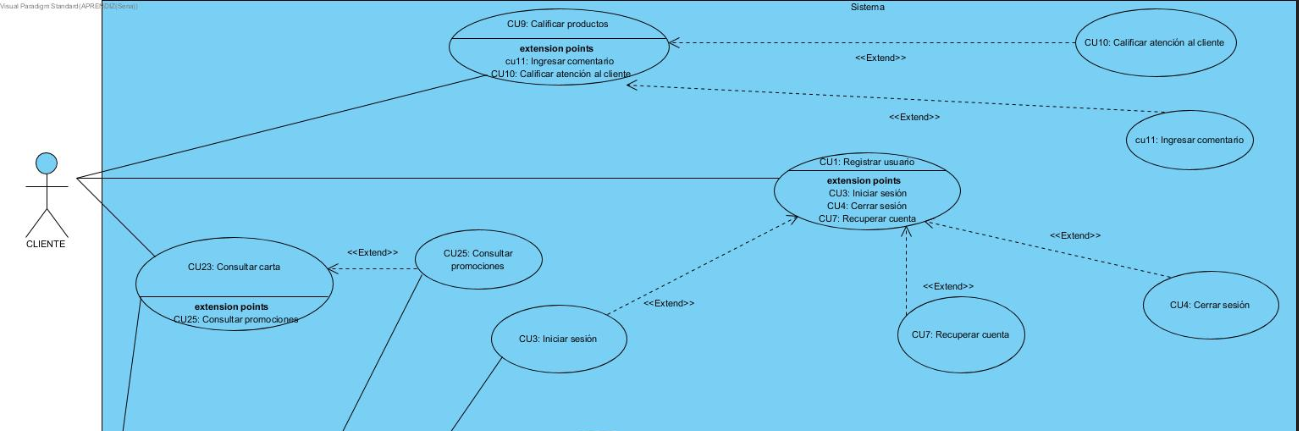 Visual Paradigm Standard(APRENDIZ(Sena))
Sistema
CU9: Calificar productos
extension points
cu11: Ingresar comentario
CU10: Calificar atención al cliente
CU10: Calificar atención al cliente
<<Extend>>
<<Extend>>
cu11: Ingresar comentario
CU1: Registrar usuario
extension points
CU3: Iniciar sesión
CU4: Cerrar sesión
CU7: Recuperar cuenta
CLIENTE
CU23: Consultar carta
extension points
CU25: Consultar promociones
<<Extend>>
CU25: Consultar
promociones
<<Extend>>
<<Extend>>
<<Extend>>
CU3: Iniciar sesión
CU7: Recuperar cuenta
CU4: Cerrar sesión